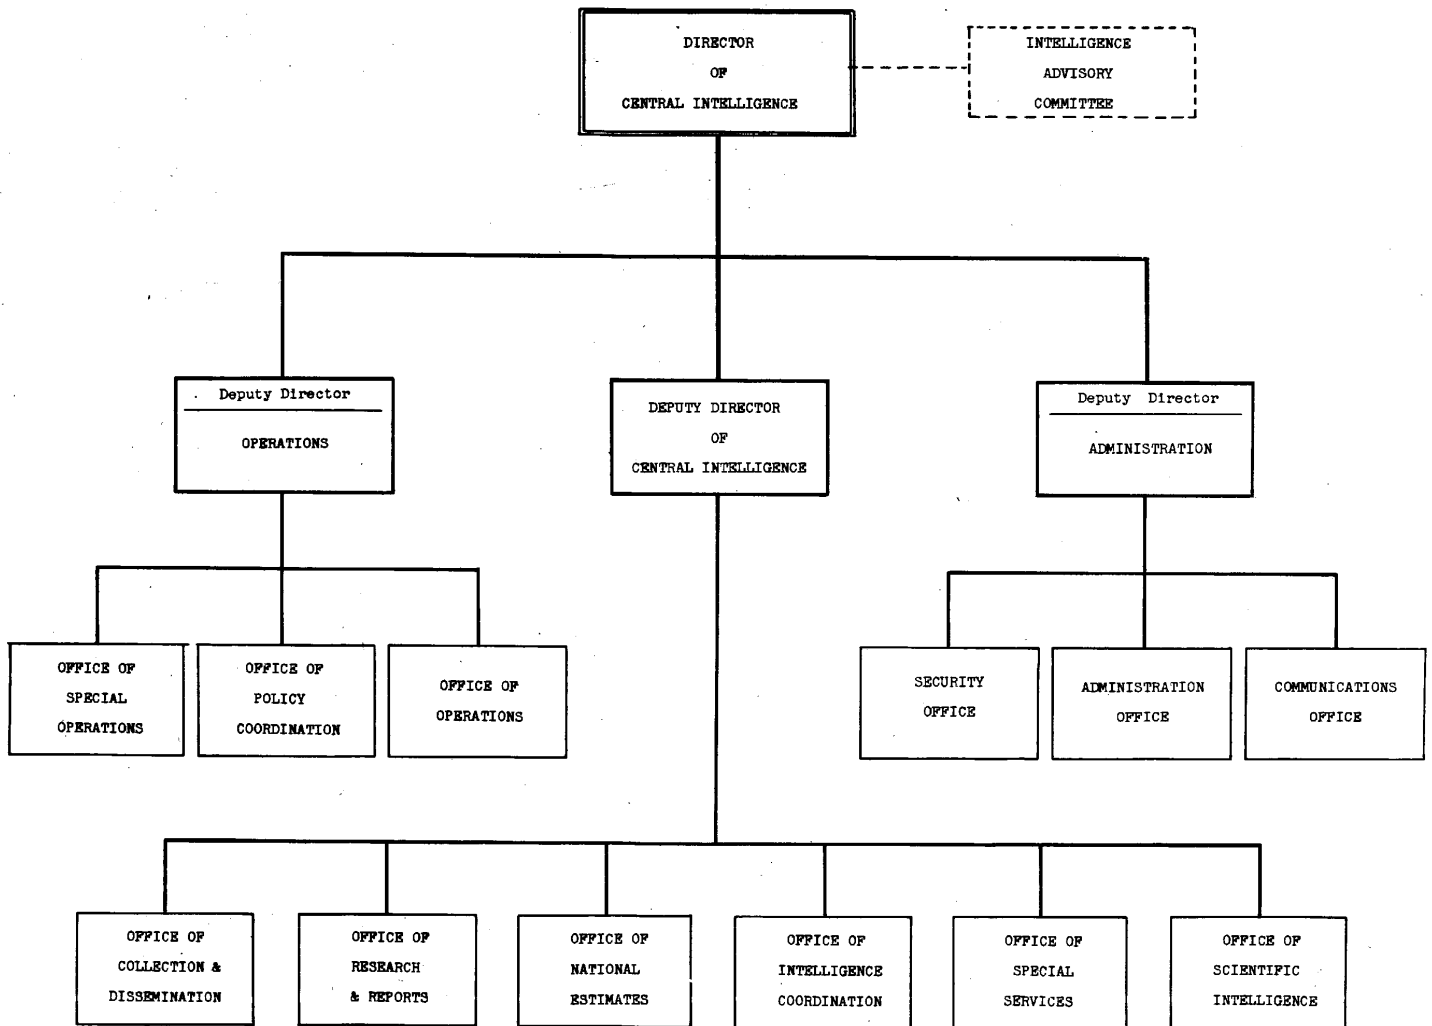 DIRECTOR
OF
CENTRAL INTELLIGENCE
INTELLIGENCE
ADVISORY
COMMITTEE
Deputy Director
OPERATIONS
DEPUTY DIRECTOR
OF
CENTRAL INTELLIGENCE
Deputy Director
ADMINISTRATION
OFFICE OF
SPECIAL
OPERATIONS
OFFICE OF
POLICY
COORDINATION
OFFICE OF
OPERATIONS
SECURITY
OFFICE
ADMINISTRATION
OFFICE
COMMUNICATIONS
OFFICE
OFFICE OF
COLLECTION &
DISSEMINATION
OFFICE OF
RESEARCH
& REPORTS
OFFICE OF
NATIONAL
ESTIMATES
OFFICE OF
INTELLIGENCE
COORDINATION
OFFICE OF
SPECIAL
SERVICES
OFFICE OF
SCIENTIFIC
INTELLIGENCE